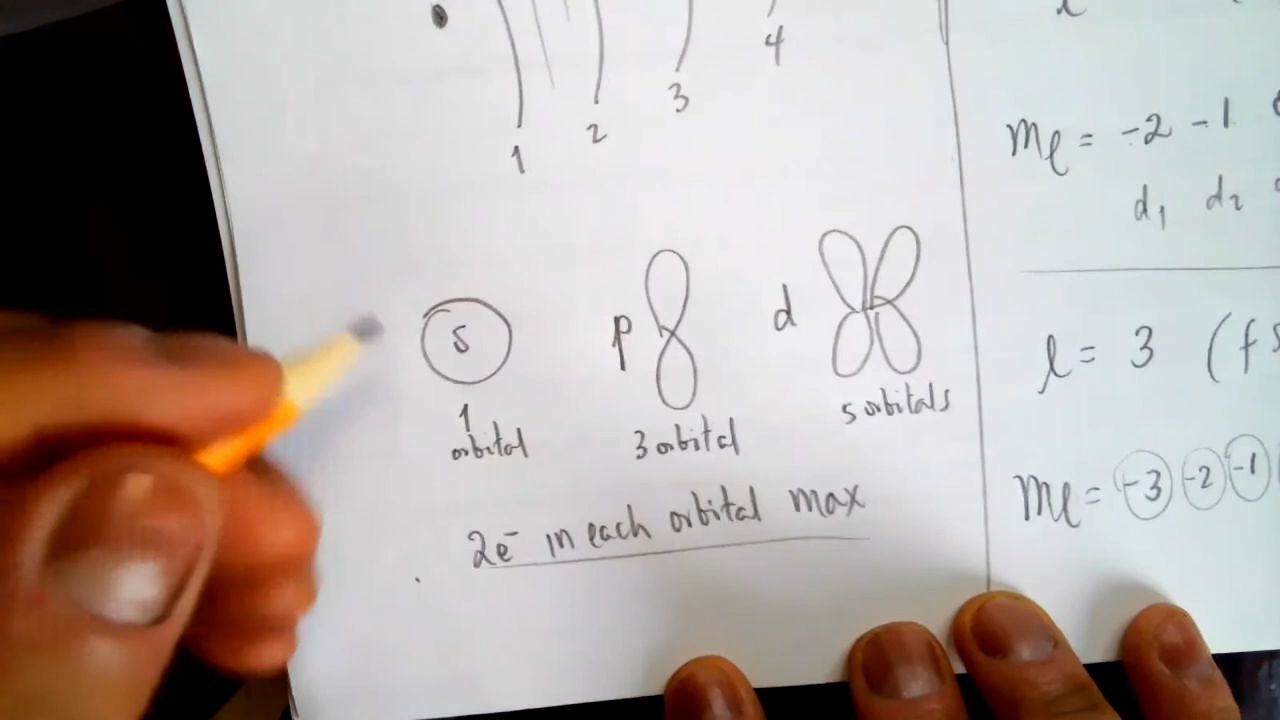 1 2 3 4
s p d
1 orbital
3 orbital
5 orbitals
2e⁻ in each orbital max
mℓ = -2 -1
d₁ d₂
ℓ = 3 (f
mℓ = -3 -2 -1